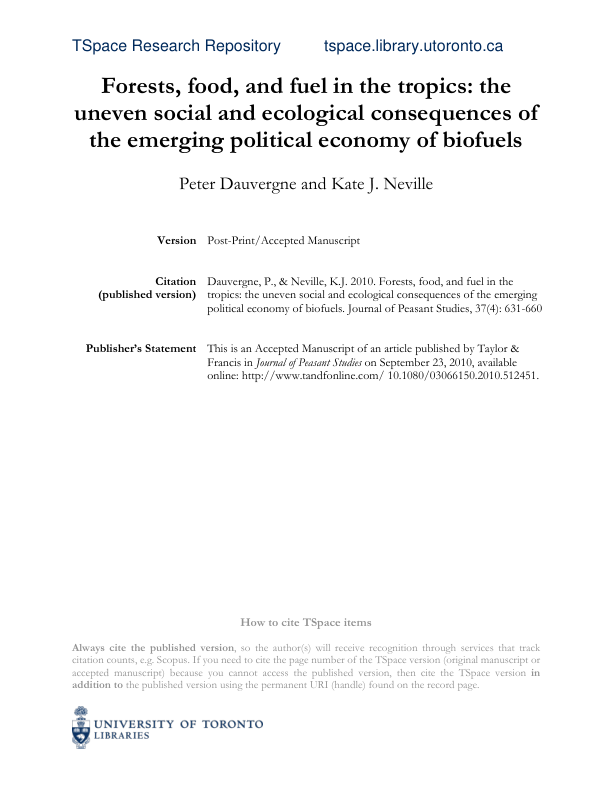 TSpace Research Repository tspace.library.utoronto.ca
Forests, food, and fuel in the tropics: the
uneven social and ecological consequences of
the emerging political economy of biofuels
Peter Dauvergne and Kate J. Neville
Version Post-Print/Accepted Manuscript
Citation Dauvergne, P., & Neville, K.J. 2010. Forests, food, and fuel in the
(published version) tropics: the uneven social and ecological consequences of the emerging
political economy of biofuels. Journal of Peasant Studies, 37(4): 631-660
Publisher's Statement This is an Accepted Manuscript of an article published by Taylor &
Francis in Journal of Peasant Studies on September 23, 2010, available
online: http://www.tandfonline.com/ 10.1080/03066150.2010.512451.
How to cite TSpace items
Always cite the published version, so the author(s) will receive recognition through services that track
citation counts, e.g. Scopus. If you need to cite the page number of the TSpace version (original manuscript or
accepted manuscript) because you cannot access the published version, then cite the TSpace version in
addition to the published version using the permanent URI (handle) found on the record page.
UNIVERSITY OF TORONTO
LIBRARIES